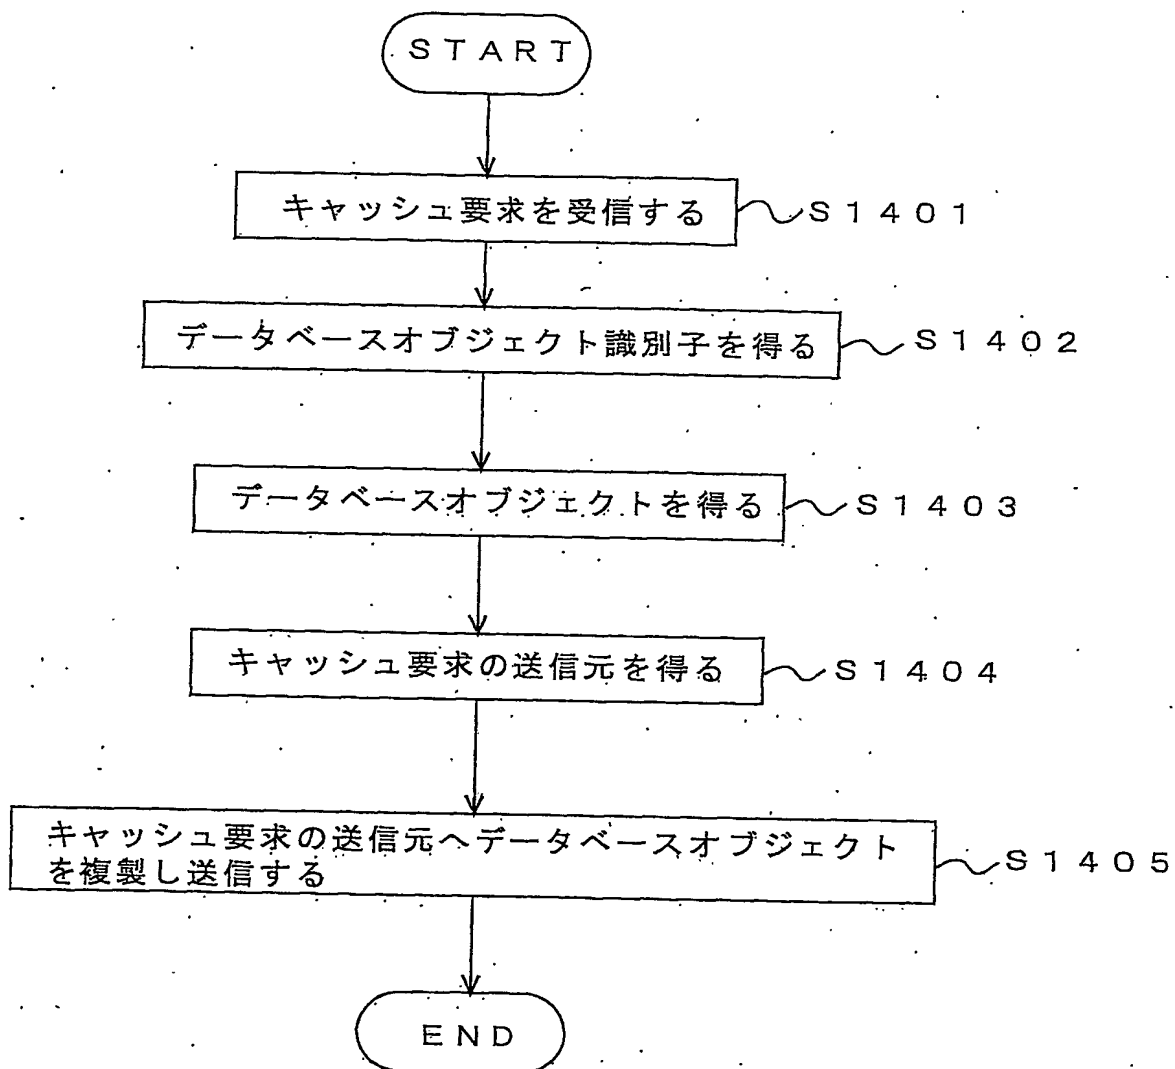 START
キャッシュ要求を受信する
S1401
データベースオブジェクト識別子を得る
S1402
データベースオブジェクトを得る
S1403
キャッシュ要求の送信元を得る
S1404
キャッシュ要求の送信元へデータベースオブジェクト
を複製し送信する
S1405
END